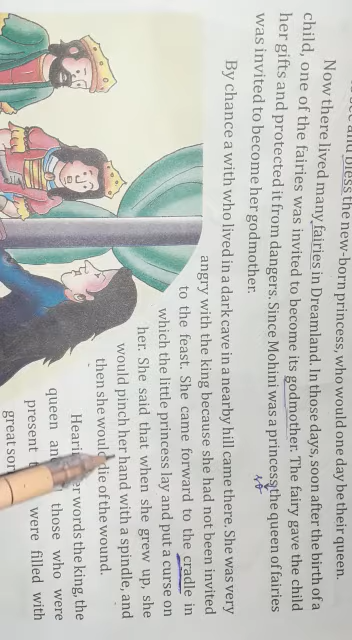 and bless the new-born princess, who would one day be their queen.
Now there lived many fairies in Dreamland. In those days, soon after the birth of a
child, one of the fairies was invited to become its godmother. The fairy gave the child
her gifts and protected it from dangers. Since Mohini was a princess the queen of fairies
was invited to become her godmother.
By chance a with who lived in a dark cave in a nearby hill came there. She was very
angry with the king because she had not been invited
to the feast. She came forward to the cradle in
which the little princess lay and put a curse on
her. She said that when she grew up, she
would pinch her hand with a spindle, and
then she would die of the wound.
her words the king, the
queen those who were
present were filled with
great